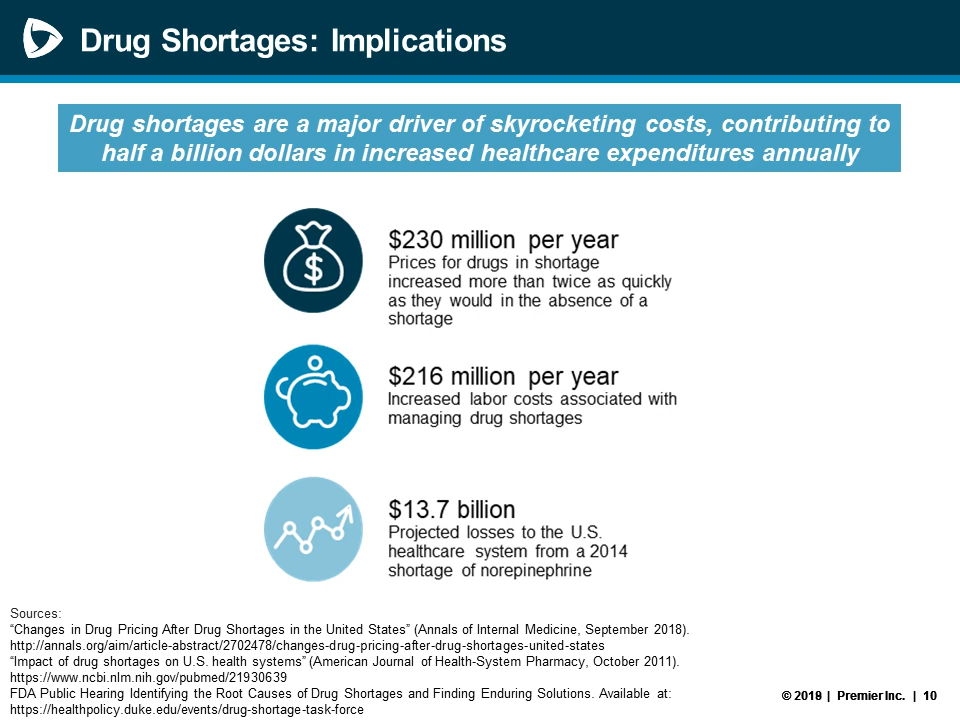 Drug Shortages: Implications
Drug shortages are a major driver of skyrocketing costs, contributing to
half a billion dollars in increased healthcare expenditures annually
$
$230 million per year
Prices for drugs in shortage
increased more than twice as quickly
as they would in the absence of a
shortage
$216 million per year
Increased labor costs associated with
managing drug shortages
$13.7 billion
Projected losses to the U.S.
healthcare system from a 2014
shortage of norepinephrine
Sources:
“Changes in Drug Pricing After Drug Shortages in the United States” (Annals of Internal Medicine, September 2018).
http://annals.org/aim/article-abstract/2702478/changes-drug-pricing-after-drug-shortages-united-states
“Impact of drug shortages on U.S. health systems” (American Journal of Health-System Pharmacy, October 2011).
https://www.ncbi.nlm.nih.gov/pubmed/21930639
FDA Public Hearing Identifying the Root Causes of Drug Shortages and Finding Enduring Solutions. Available at:
https://healthpolicy.duke.edu/events/drug-shortage-task-force
© | Premier Inc. | 10